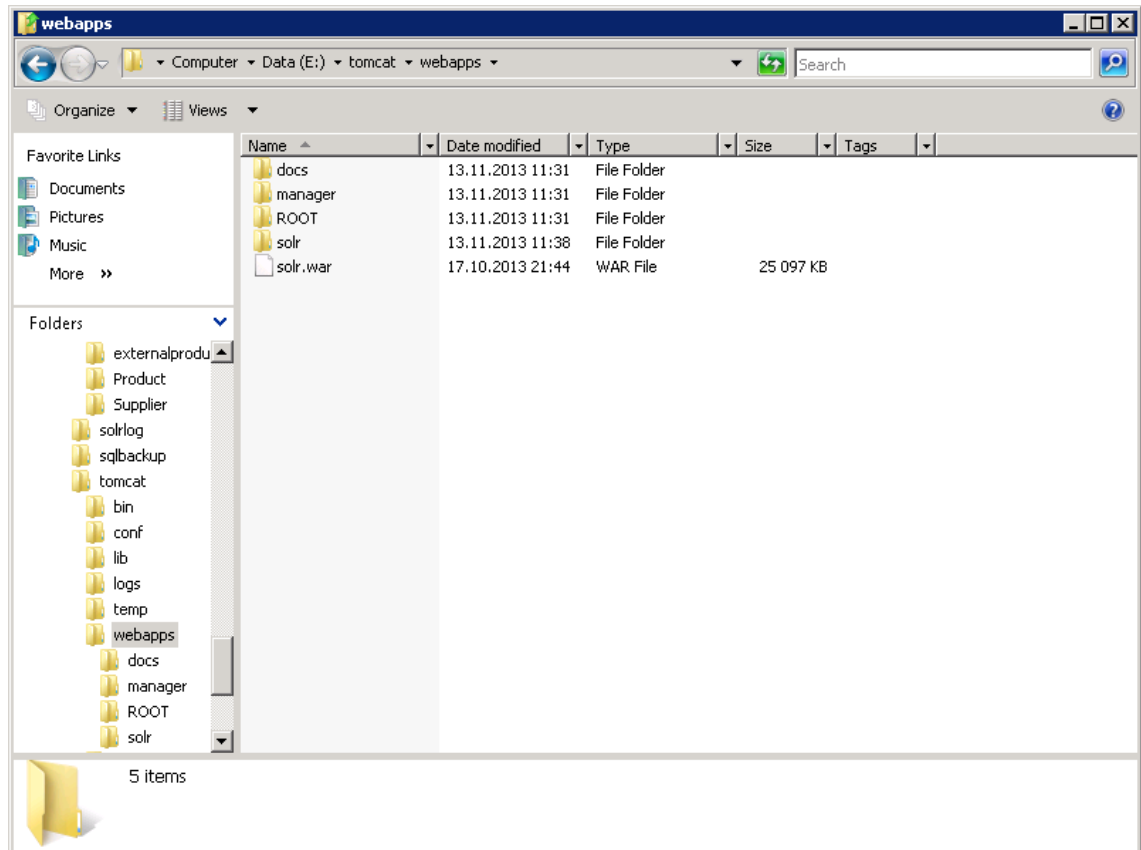 webapps
Computer Data (E:) tomcat webapps Search
Organize Views
Favorite Links
Documents
Pictures
Music
More »
Folders
externalprodu
Product
Supplier
solrlog
sqlbackup
tomcat
bin
conf
lib
logs
temp
webapps
docs
manager
ROOT
solr
Name Date modified Type Size Tags
docs 13.11.2013 11:31 File Folder
manager 13.11.2013 11:31 File Folder
ROOT 13.11.2013 11:31 File Folder
solr 13.11.2013 11:38 File Folder
solr.war 17.10.2013 21:44 WAR File 25 097 KB
5 items